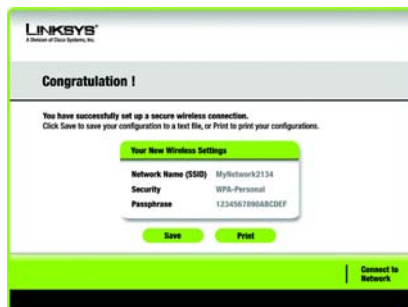 LINKSYS®
A Division of Cisco Systems, Inc.
Congratulation !
You have successfully set up a secure wireless connection.
Click Save to save your configuration to a text file, or Print to print your configurations.
Your New Wireless Settings
Network Name (SSID) MyNetwork2134
Security WPA-Personal
Passphrase 1234567890ABCDEF
Save Print
Connect to
Network